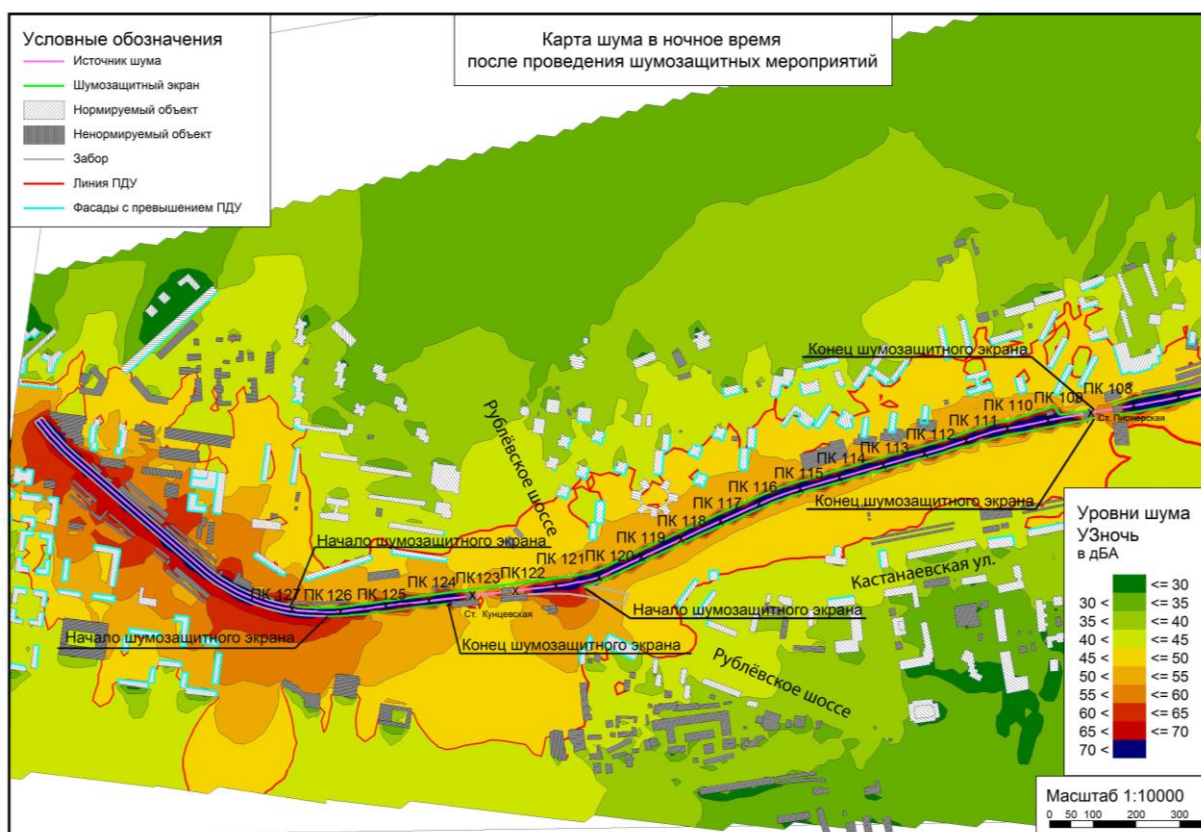 Условные обозначения
Источник шума
Шумозащитный экран
Нормируемый объект
Ненормируемый объект
Забор
Линия ПДУ
Фасады с превышением ПДУ
Карта шума в ночное время
после проведения шумозащитных мероприятий
Конец шумозащитного экрана
ПК 108
ПК 109
ПК 110
Ст. Пионерская
ПК 111
ПК 112
ПК 113
ПК 114
ПК 115
ПК 116
ПК 117
ПК 118
ПК 119
ПК 120
ПК 121
ПК122
ПК123
ПК 124
ПК 125
ПК 126
ПК 127
Рублёвское шоссе
Конец шумозащитного экрана
Начало шумозащитного экрана
Кастанаевская ул.
Ст. Кунцевская
Начало шумозащитного экрана
Начало шумозащитного экрана
Конец шумозащитного экрана
Рублёвское шоссе
Уровни шума
УЗночь
в дБА
<= 30
30 < <= 35
35 < <= 40
40 < <= 45
45 < <= 50
50 < <= 55
55 < <= 60
60 < <= 65
65 < <= 70
70 <
Масштаб 1:10000
0 50 100 200 300